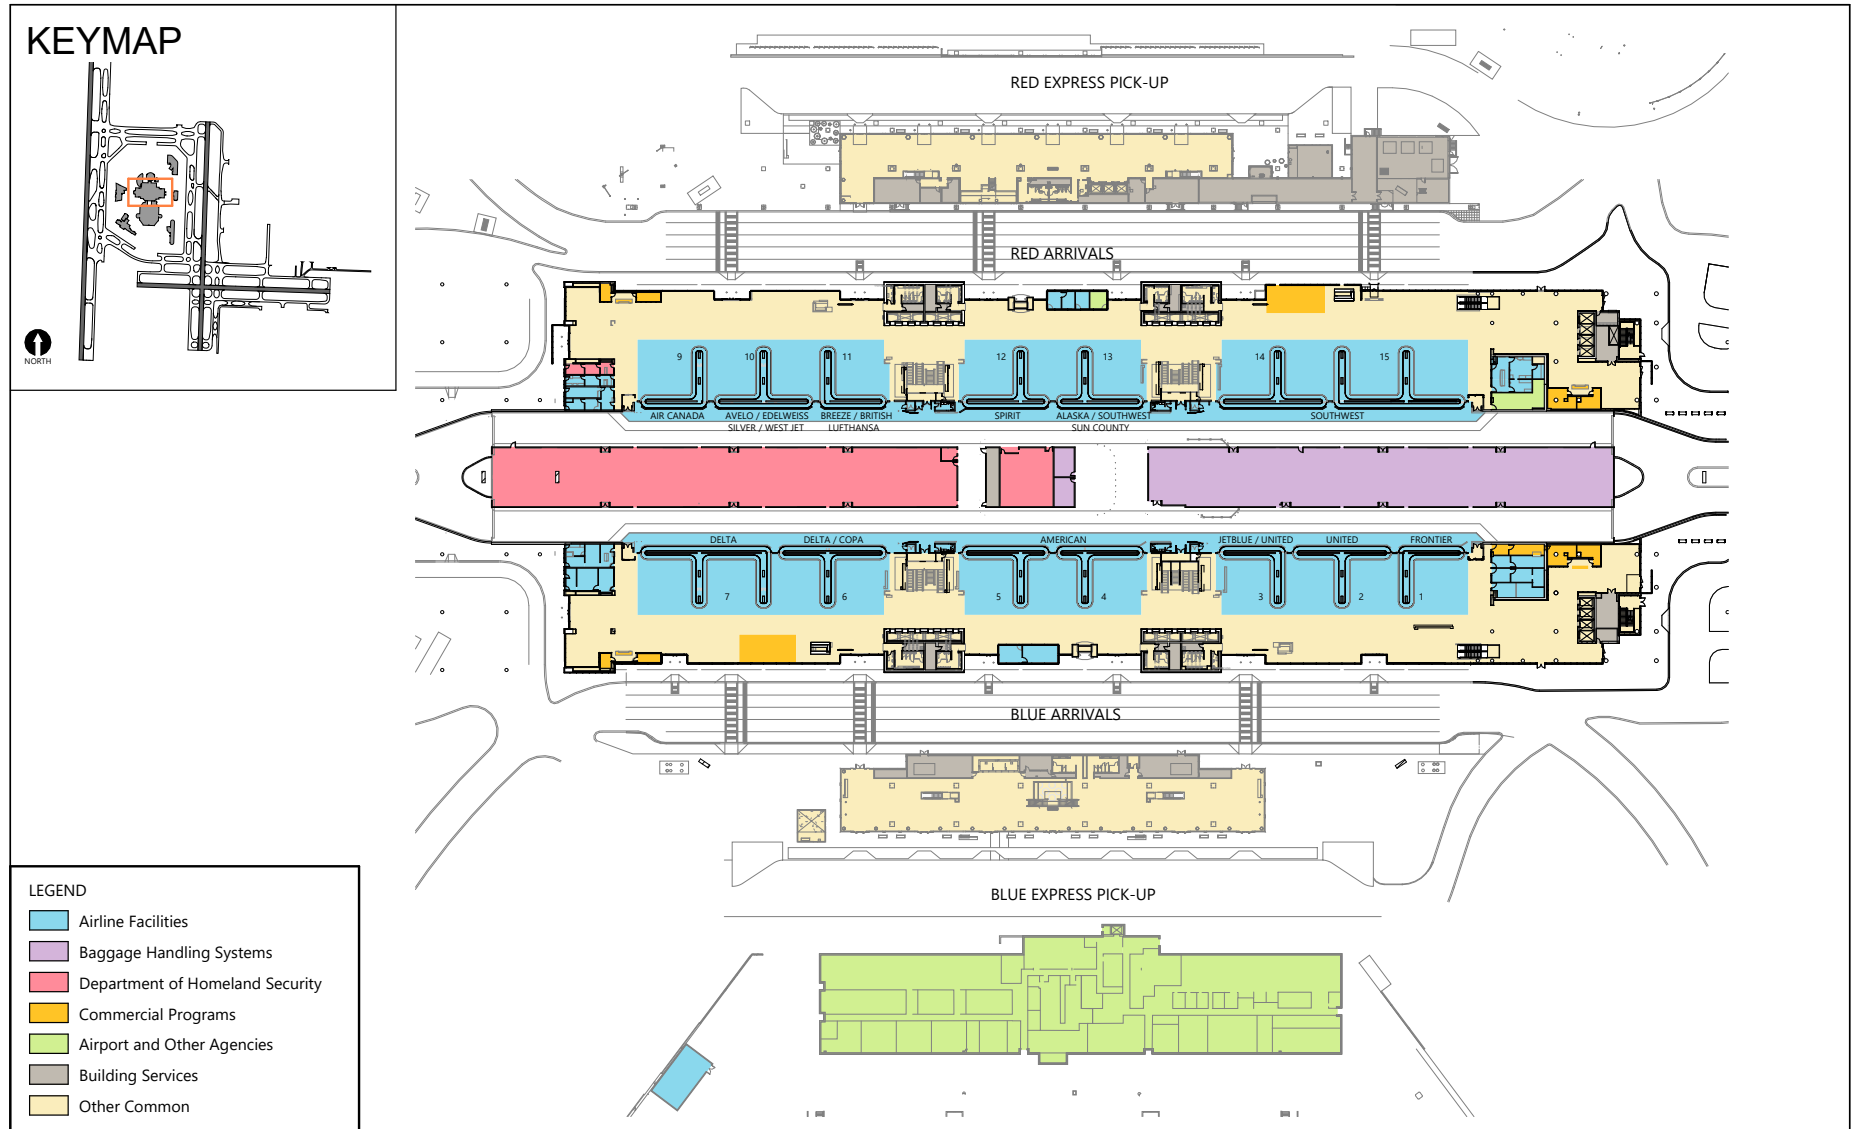 KEYMAP
NORTH
RED EXPRESS PICK-UP
RED ARRIVALS
9 10 11 12 13 14 15
AIR CANADA AVELO / EDELWEISS BREEZE / BRITISH SPIRIT ALASKA / SOUTHWEST SOUTHWEST
SILVER / WEST JET LUFTHANSA SUN COUNTY
DELTA DELTA / COPA AMERICAN JETBLUE / UNITED UNITED FRONTIER
7 6 5 4 3 2 1
BLUE ARRIVALS
BLUE EXPRESS PICK-UP
LEGEND
Airline Facilities
Baggage Handling Systems
Department of Homeland Security
Commercial Programs
Airport and Other Agencies
Building Services
Other Common